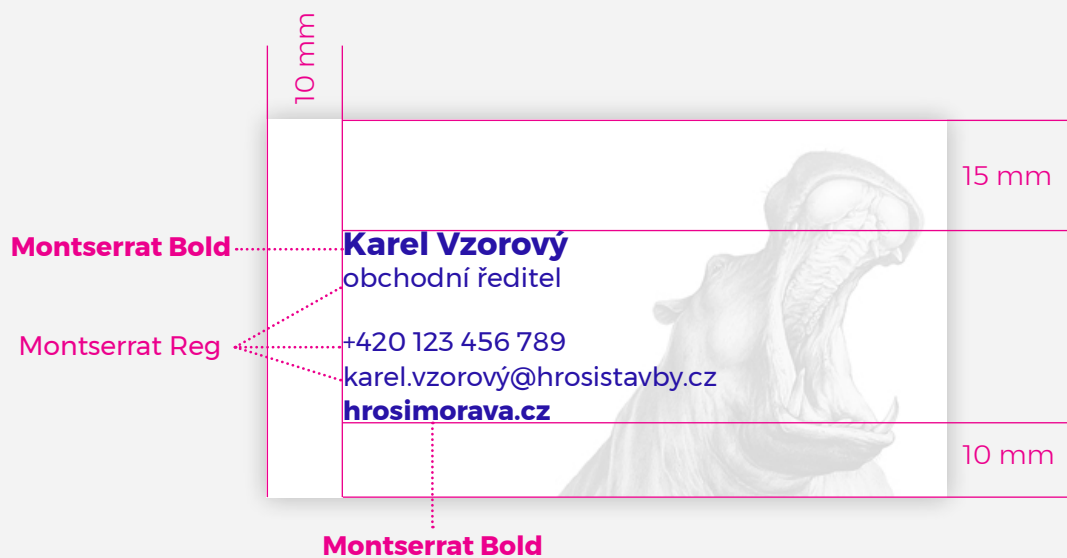 10 mm
15 mm
Montserrat Bold
Karel Vzorový
obchodní ředitel
Montserrat Reg
+420 123 456 789
karel.vzorový@hrosistavby.cz
hrosimorava.cz
10 mm
Montserrat Bold